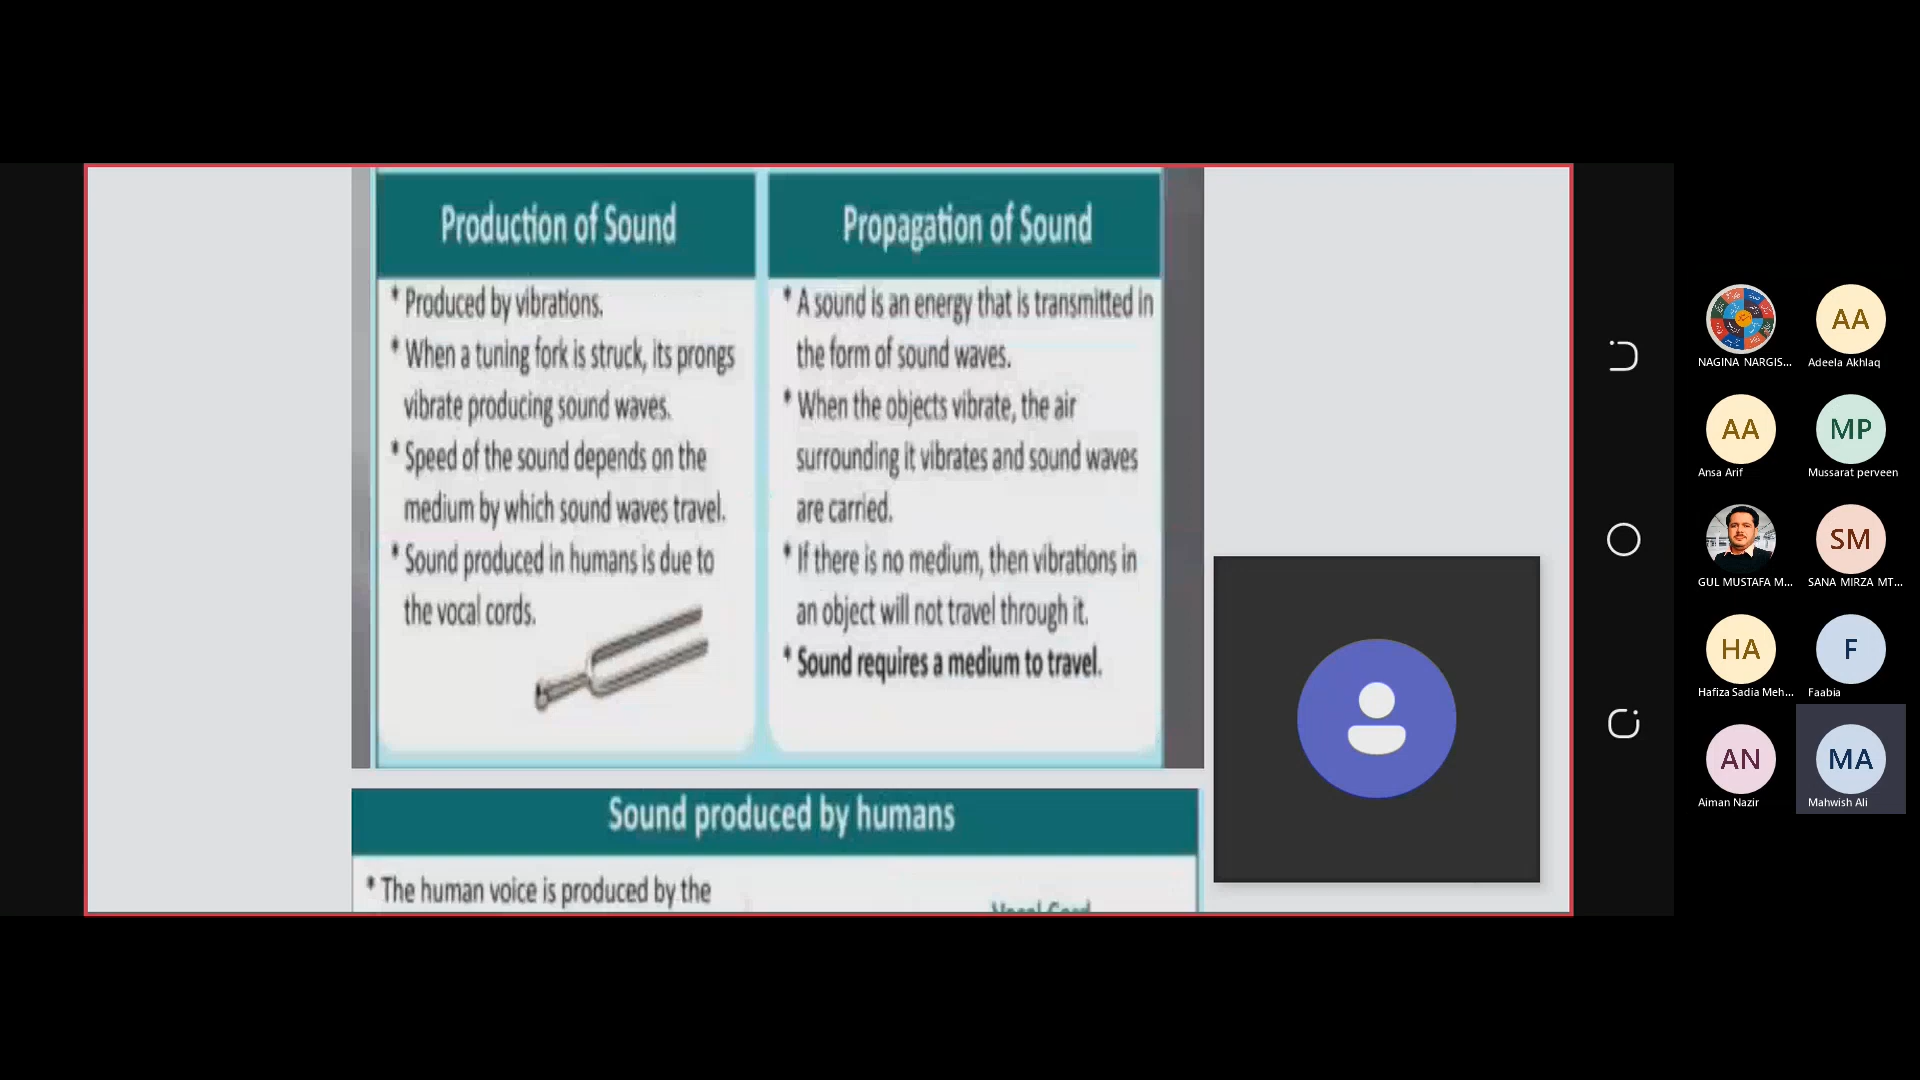 Production of Sound
* Produced by vibrations.
* When a tuning fork is struck, its prongs
vibrate producing sound waves.
* Speed of the sound depends on the
medium by which sound waves travel.
* Sound produced in humans is due to
the vocal cords.
Propagation of Sound
* A sound is an energy that is transmitted in
the form of sound waves.
* When the objects vibrate, the air
surrounding it vibrates and sound waves
are carried.
* If there is no medium, then vibrations in
an object will not travel through it.
* Sound requires a medium to travel.
Sound produced by humans
* The human voice is produced by the
Vocal Cord
NAGINA NARGIS...
AA
Adeela Akhlaq
AA
Ansa Arif
MP
Mussarat perveen
GUL MUSTAFA M...
SM
SANA MIRZA MT...
HA
Hafiza Sadia Meh...
F
Faabia
AN
Aiman Nazir
MA
Mahwish Ali